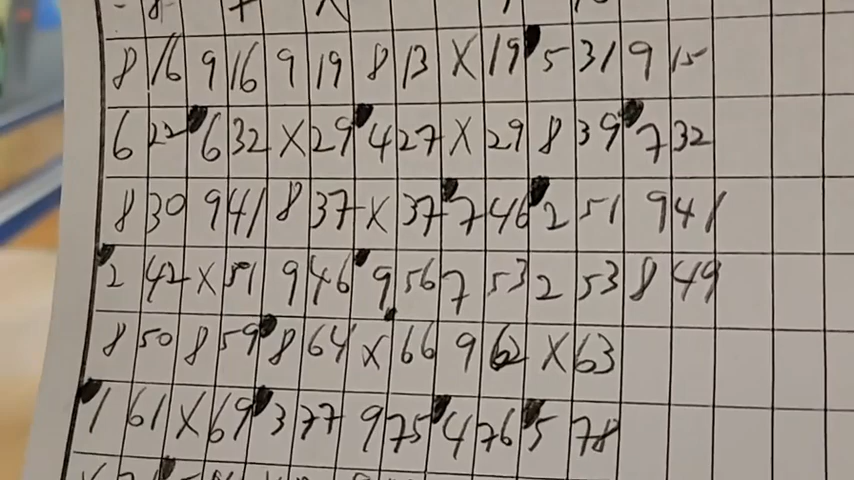 8 16 9 16 9 19 8 13 X 19 5 31 9 15
6 22 6 32 X 29 4 27 X 29 8 39 7 32
8 30 9 41 8 37 X 37 7 46 2 51 9 41
2 42 X 51 9 46 9 56 7 53 2 53 8 49
8 50 8 59 8 64 X 66 9 62 X 63
1 61 X 69 3 77 9 75 4 76 5 78